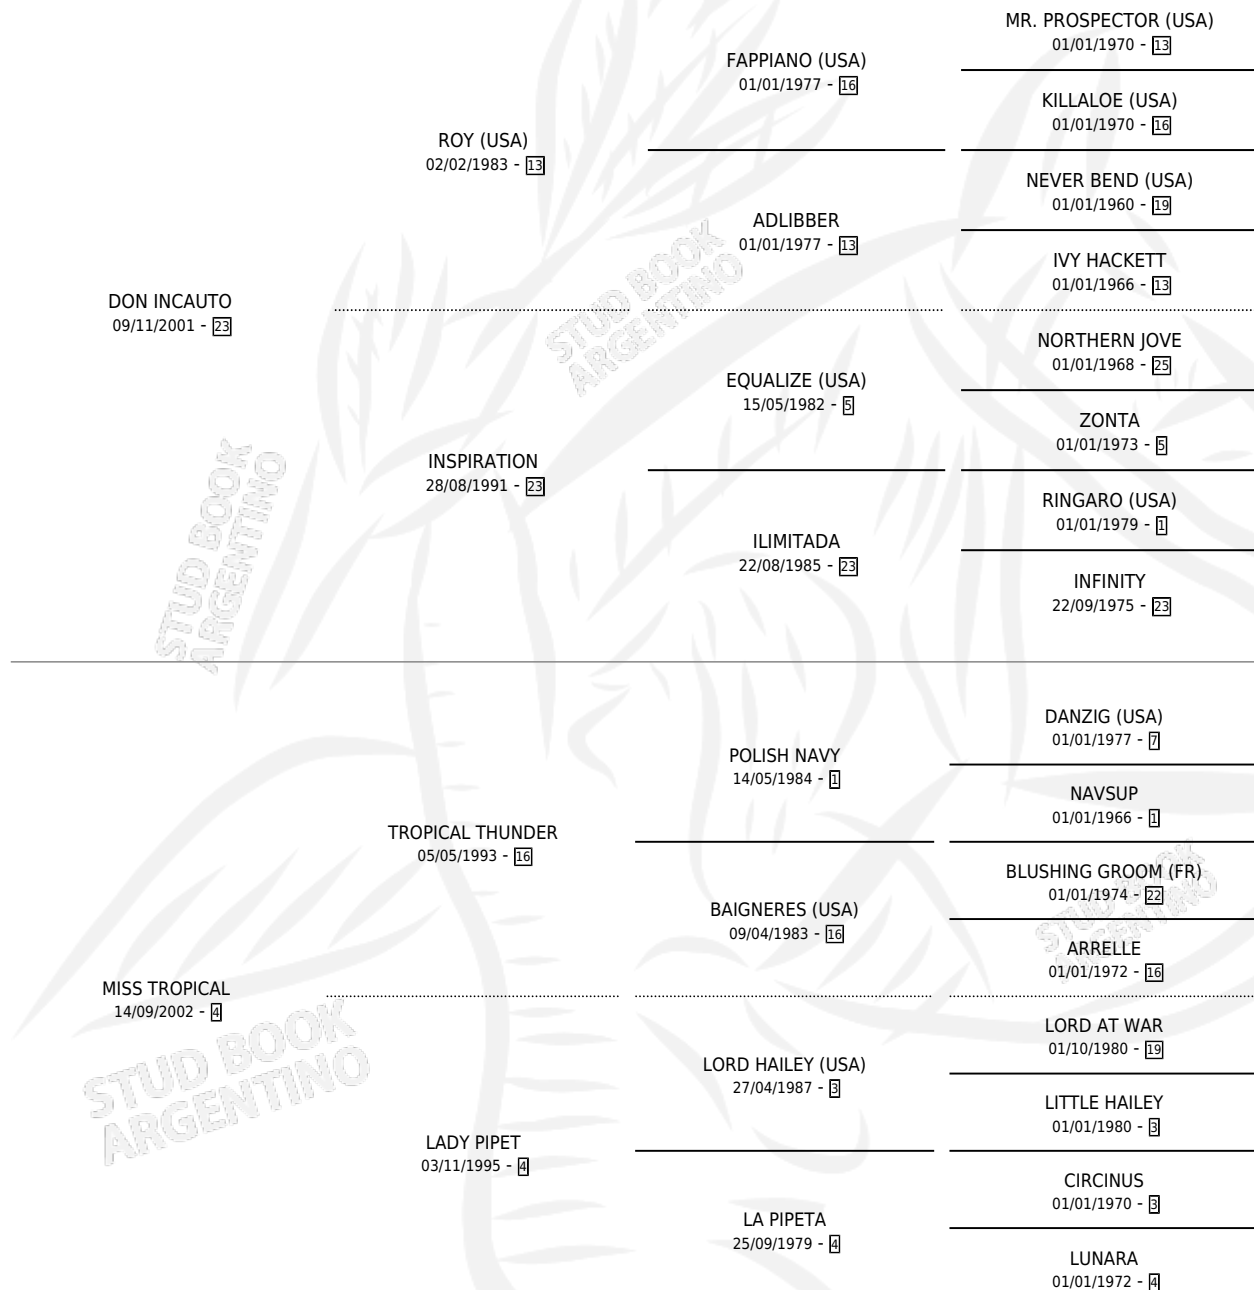 MR. PROSPECTOR (USA)
01/01/1970 - 13
FAPPIANO (USA)
01/01/1977 - 16
KILLALOE (USA)
01/01/1970 - 16
ROY (USA)
02/02/1983 - 13
NEVER BEND (USA)
01/01/1960 - 19
ADLIBBER
01/01/1977 - 13
IVY HACKETT
01/01/1966 - 13
DON INCAUTO
09/11/2001 - 23
NORTHERN JOVE
01/01/1968 - 25
EQUALIZE (USA)
15/05/1982 - 5
ZONTA
01/01/1973 - 5
INSPIRATION
28/08/1991 - 23
RINGARO (USA)
01/01/1979 - 1
ILIMITADA
22/08/1985 - 23
INFINITY
22/09/1975 - 23
DANZIG (USA)
01/01/1977 - 7
POLISH NAVY
14/05/1984 - 1
NAVSUP
01/01/1966 - 1
TROPICAL THUNDER
05/05/1993 - 16
BLUSHING GROOM (FR)
01/01/1974 - 22
BAIGNERES (USA)
09/04/1983 - 16
ARRELLE
01/01/1972 - 16
MISS TROPICAL
14/09/2002 - 4
LORD AT WAR
01/10/1980 - 19
LORD HAILEY (USA)
27/04/1987 - 3
LITTLE HAILEY
01/01/1980 - 3
LADY PIPET
03/11/1995 - 4
CIRCINUS
01/01/1970 - 3
LA PIPETA
25/09/1979 - 4
LUNARA
01/01/1972 - 4
STUD BOOK
ARGENTINO
STUD BOOK
ARGENTINO
STUD BOOK
ARGENTINO
STUD BOOK
ARGENTINO